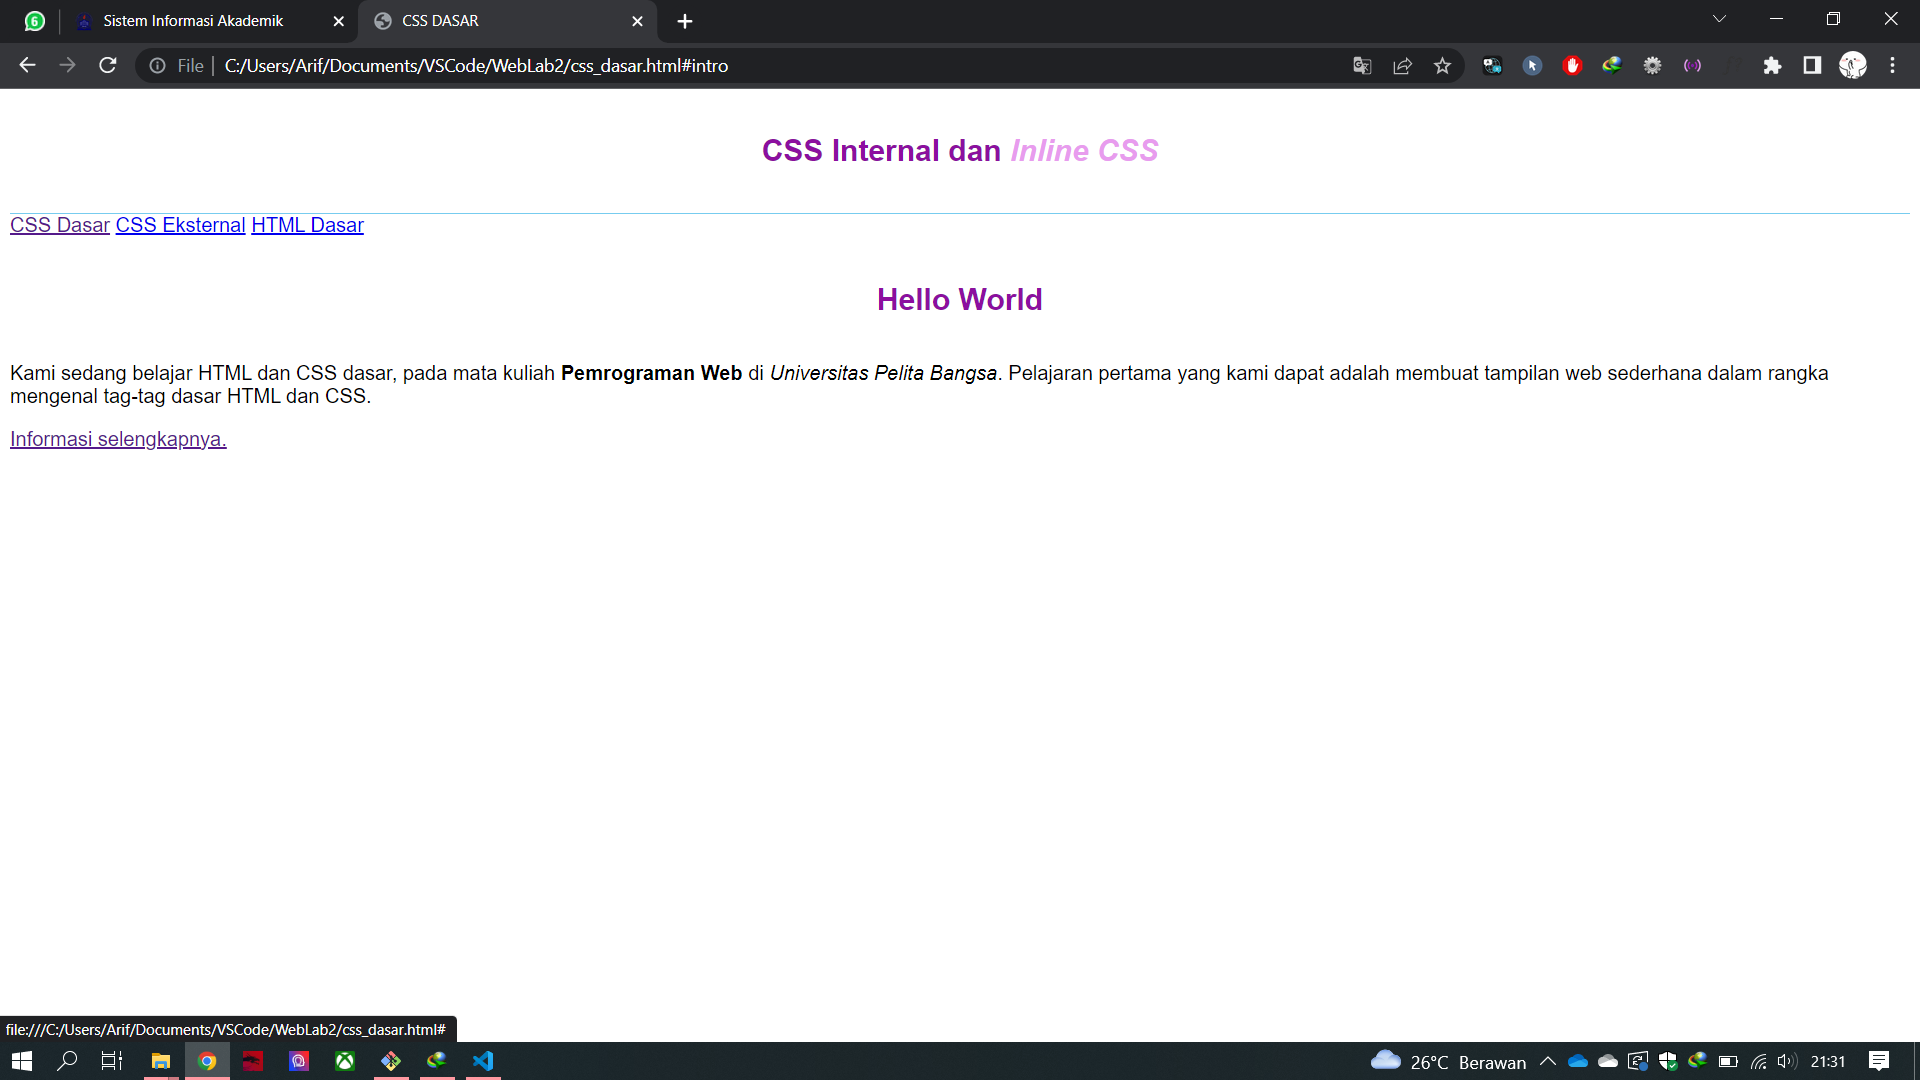 6
Sistem Informasi Akademik
CSS DASAR
File
C:/Users/Arif/Documents/VSCode/WebLab2/css_dasar.html#intro
CSS Internal dan Inline CSS
CSS Dasar CSS Eksternal HTML Dasar
Hello World
Kami sedang belajar HTML dan CSS dasar, pada mata kuliah Pemrograman Web di Universitas Pelita Bangsa. Pelajaran pertama yang kami dapat adalah membuat tampilan web sederhana dalam rangka
mengenal tag-tag dasar HTML dan CSS.
Informasi selengkapnya.
file:///C:/Users/Arif/Documents/VSCode/WebLab2/css_dasar.html#
26°C Berawan
21:31